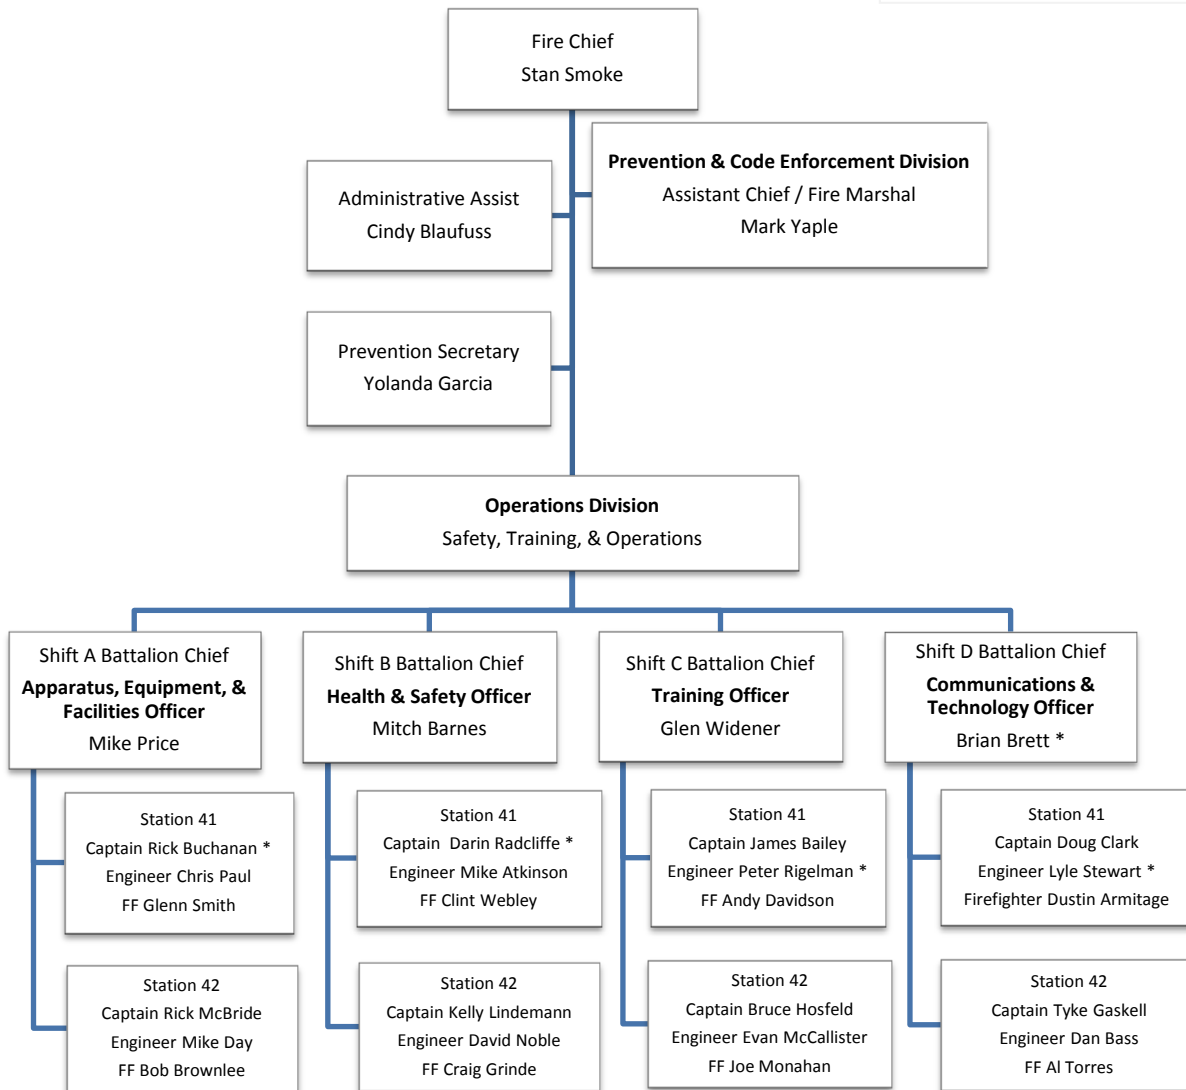 Fire Chief
Stan Smoke
Prevention & Code Enforcement Division
Assistant Chief / Fire Marshal
Mark Yaple
Administrative Assist
Cindy Blaufuss
Prevention Secretary
Yolanda Garcia
Operations Division
Safety, Training, & Operations
Shift A Battalion Chief
Apparatus, Equipment, &
Facilities Officer
Mike Price
Shift B Battalion Chief
Health & Safety Officer
Mitch Barnes
Shift C Battalion Chief
Training Officer
Glen Widener
Shift D Battalion Chief
Communications &
Technology Officer
Brian Brett *
Station 41
Captain Rick Buchanan *
Engineer Chris Paul
FF Glenn Smith
Station 41
Captain  Darin Radcliffe *
Engineer Mike Atkinson
FF Clint Webley
Station 41
Captain James Bailey
Engineer Peter Rigelman *
FF Andy Davidson
Station 41
Captain Doug Clark
Engineer Lyle Stewart *
Firefighter Dustin Armitage
Station 42
Captain Rick McBride
Engineer Mike Day
FF Bob Brownlee
Station 42
Captain Kelly Lindemann
Engineer David Noble
FF Craig Grinde
Station 42
Captain Bruce Hosfeld
Engineer Evan McCallister
FF Joe Monahan
Station 42
Captain Tyke Gaskell
Engineer Dan Bass
FF Al Torres